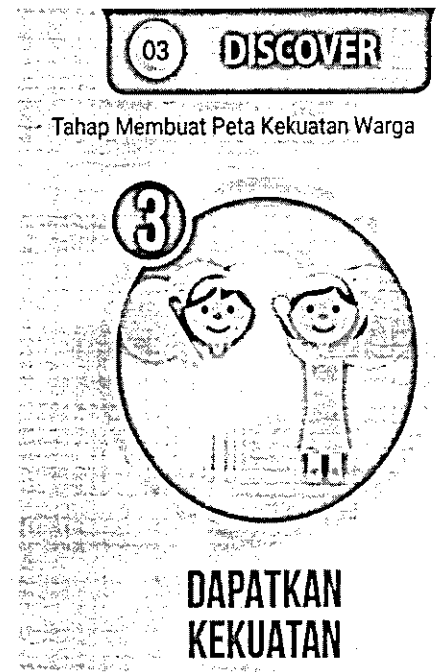 03 DISCOVER
Tahap Membuat Peta Kekuatan Warga
3
DAPATKAN
KEKUATAN